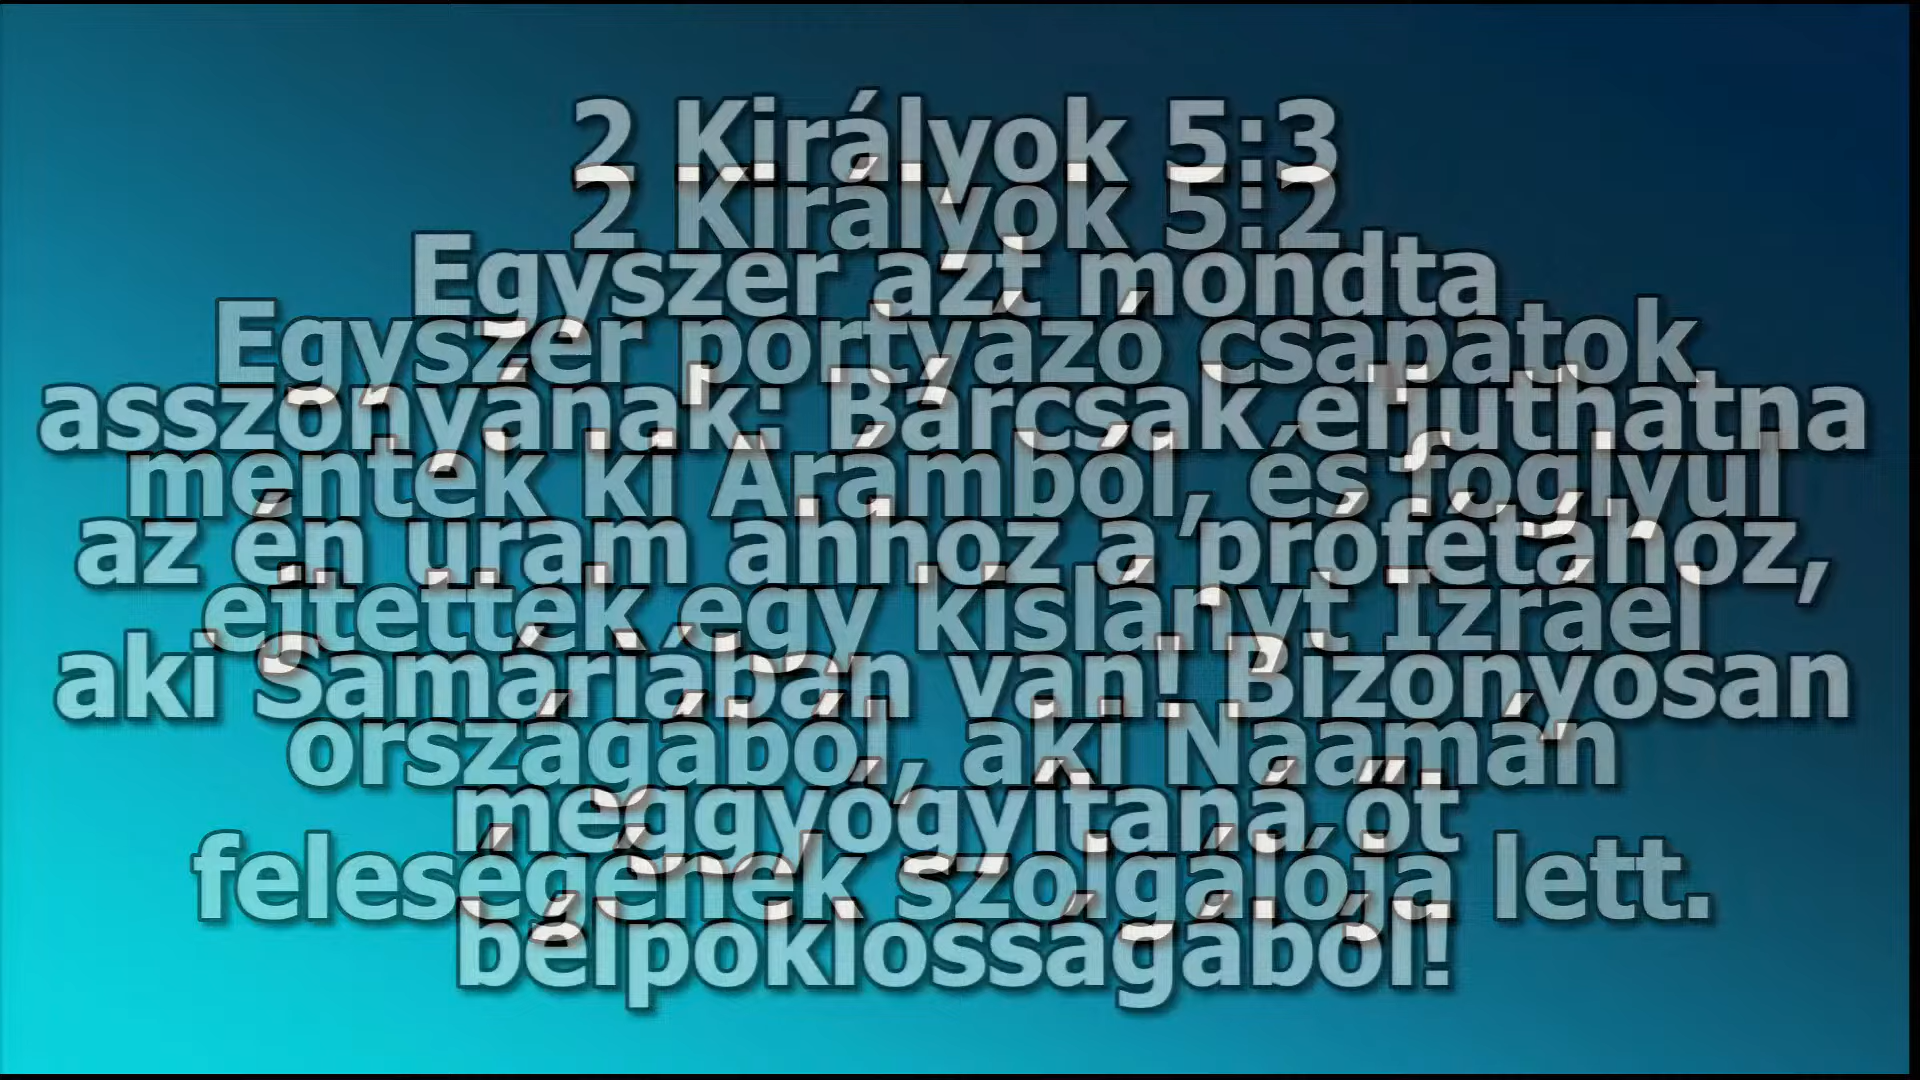 2 Királyok 5:3
2 Királyok 5:2
Egyszer azt mondta
Egyszer portyázó csapatok
asszonyának: Bárcsak eljuthatna
mentek ki Arámból, és foglyul
az én uram ahhoz a prófétához,
ejtettek egy kislányt Izráel
aki Samáriában van! Bizonyosan
országából, aki Naamán
meggyógyítaná őt
feleségének szolgálója lett.
bélpoklosságából!